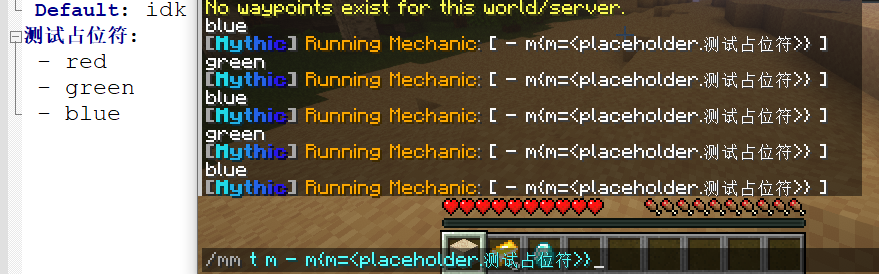 Default: idk
测试占位符:
- red
- green
- blue
No waypoints exist for this world/server.
blue
[Mythic] Running Mechanic: [ - m{m=<placeholder.测试占位符>} ]
green
[Mythic] Running Mechanic: [ - m{m=<placeholder.测试占位符>} ]
blue
[Mythic] Running Mechanic: [ - m{m=<placeholder.测试占位符>} ]
green
[Mythic] Running Mechanic: [ - m{m=<placeholder.测试占位符>} ]
blue
[Mythic] Running Mechanic: [ - m{m=<placeholder.测试占位符>} ]
/mm t m - m{m=<placeholder.测试占位符>}_